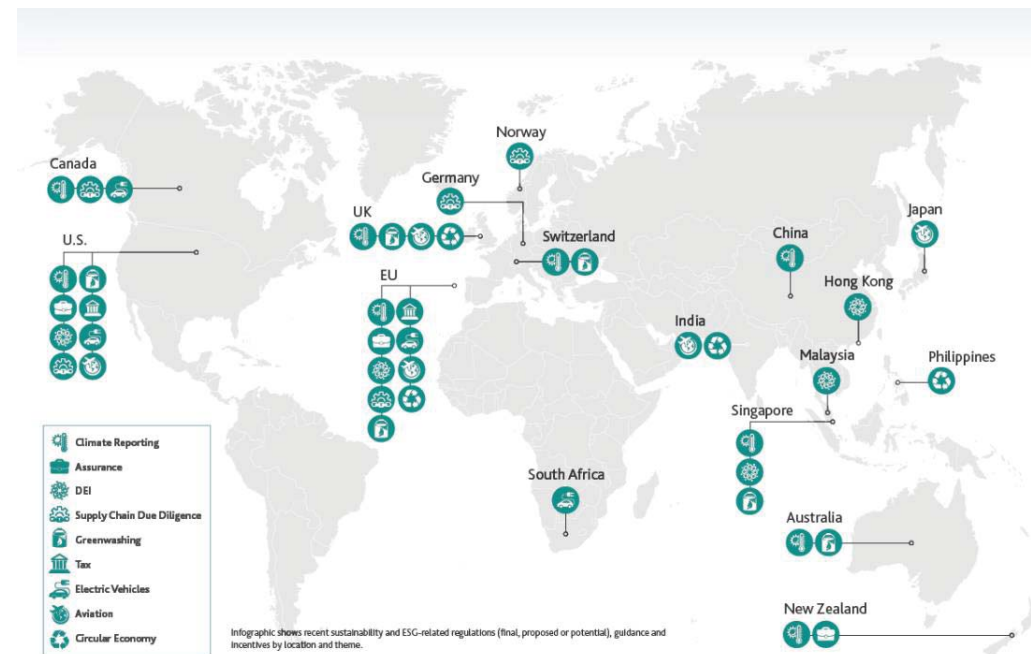 Norway
Canada
Germany
UK
Japan
U.S.
Switzerland
China
EU
Hong Kong
India
Malaysia
Philippines
Singapore
South Africa
Australia
New Zealand
Climate Reporting
Assurance
DEI
Supply Chain Due Diligence
Greenwashing
Tax
Electric Vehicles
Aviation
Circular Economy
Infographic shows recent sustainability and ESG-related regulations (final, proposed or potential), guidance and
incentives by location and theme.